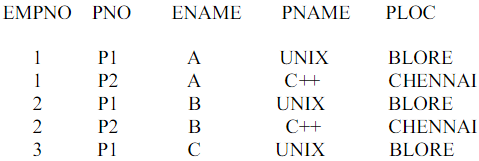 EMPNO PNO ENAME PNAME PLOC
1 P1 A UNIX BLORE
1 P2 A C++ CHENNAI
2 P1 B UNIX BLORE
2 P2 B C++ CHENNAI
3 P1 C UNIX BLORE